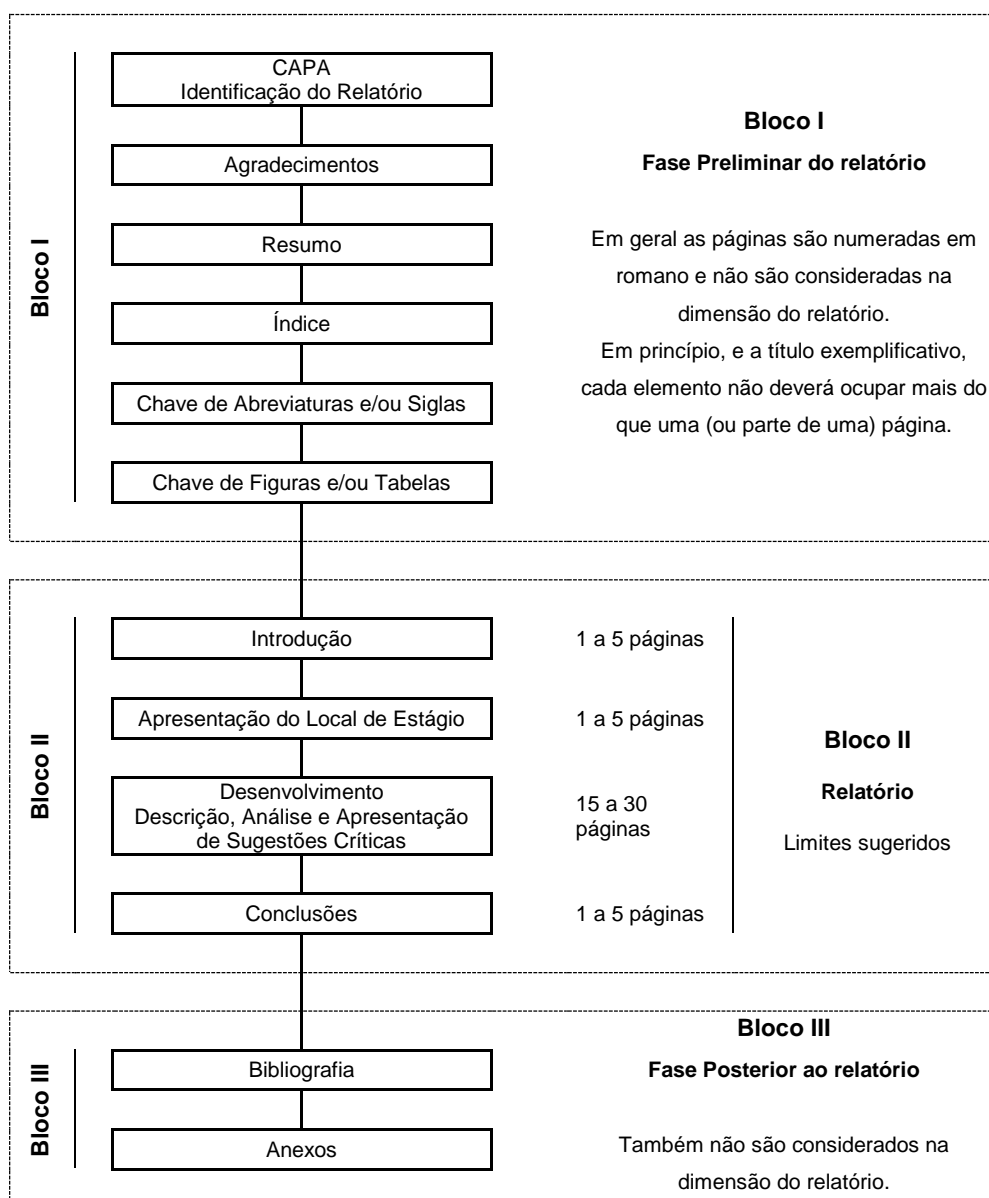 Bloco I
CAPA
Identificação do Relatório
Agradecimentos
Resumo
Índice
Chave de Abreviaturas e/ou Siglas
Chave de Figuras e/ou Tabelas
Bloco I
Fase Preliminar do relatório
Em geral as páginas são numeradas em
romano e não são consideradas na
dimensão do relatório.
Em princípio, e a título exemplificativo,
cada elemento não deverá ocupar mais do
que uma (ou parte de uma) página.
Bloco II
Introdução
1 a 5 páginas
Apresentação do Local de Estágio
1 a 5 páginas
Desenvolvimento
Descrição, Análise e Apresentação
de Sugestões Críticas
15 a 30
páginas
Conclusões
1 a 5 páginas
Bloco II
Relatório
Limites sugeridos
Bloco III
Bibliografia
Anexos
Bloco III
Fase Posterior ao relatório
Também não são considerados na
dimensão do relatório.